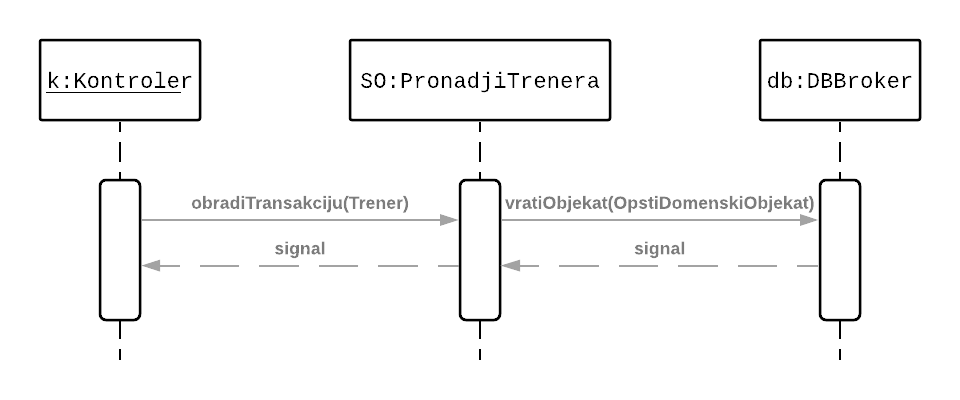 k:Kontroler
SO:PronadjiTrenera
db:DBBroker
obradiTransakciju(Trener)
vratiObjekat(OpstiDomenskiObjekat)
signal
signal